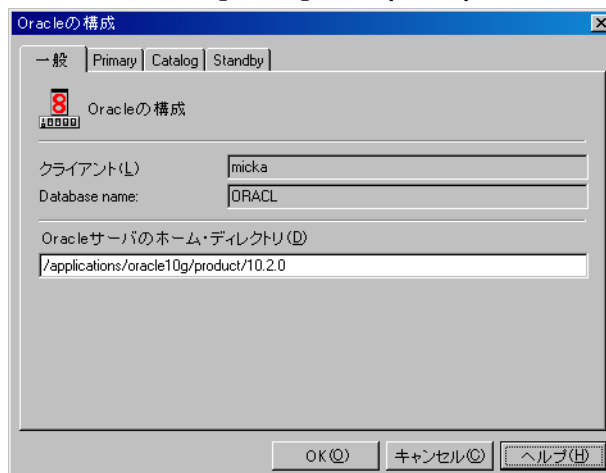 Oracleの構成
一般 Primary Catalog Standby
8
Oracleの構成
クライアント(L) micka
Database name: ORACL
Oracleサーバのホーム・ディレクトリ(D)
/applications/oracle10g/product/10.2.0
OK(O) キャンセル(C) ヘルプ(H)